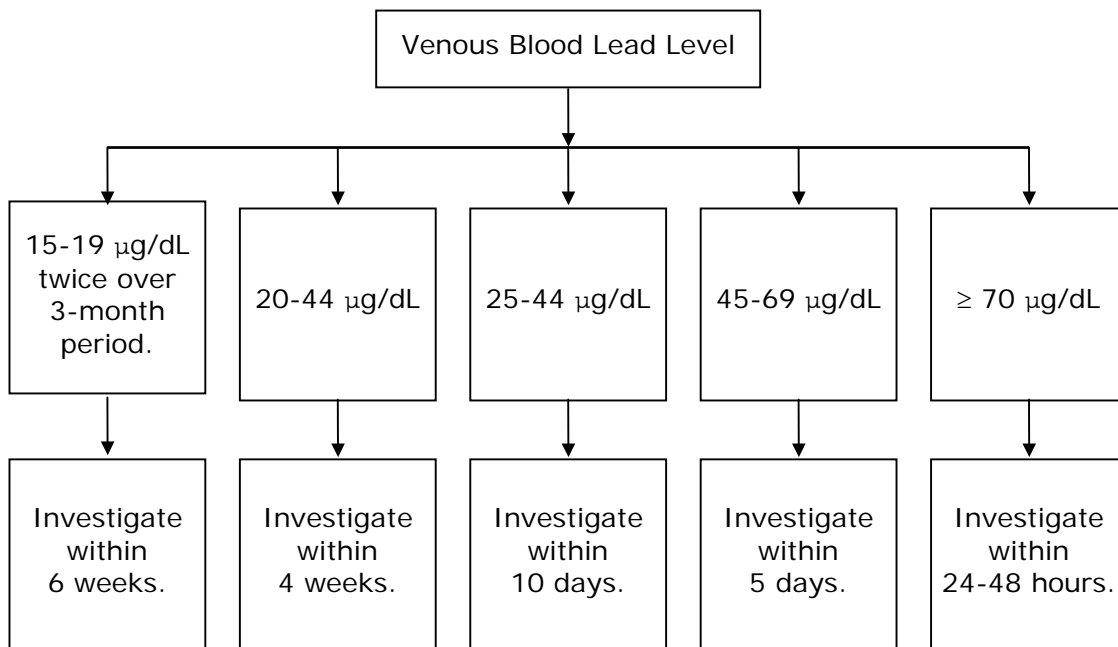 Venous Blood Lead Level
15-19 μg/dL
twice over
3-month
period.
20-44 μg/dL
25-44 μg/dL
45-69 μg/dL
≥ 70 μg/dL
Investigate
within
6 weeks.
Investigate
within
4 weeks.
Investigate
within
10 days.
Investigate
within
5 days.
Investigate
within
24-48 hours.